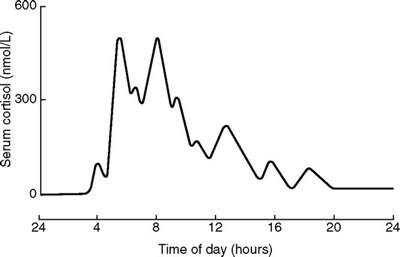 Serum cortisol (nmol/L)
600
300
0
24 4 8 12 16 20 24
Time of day (hours)